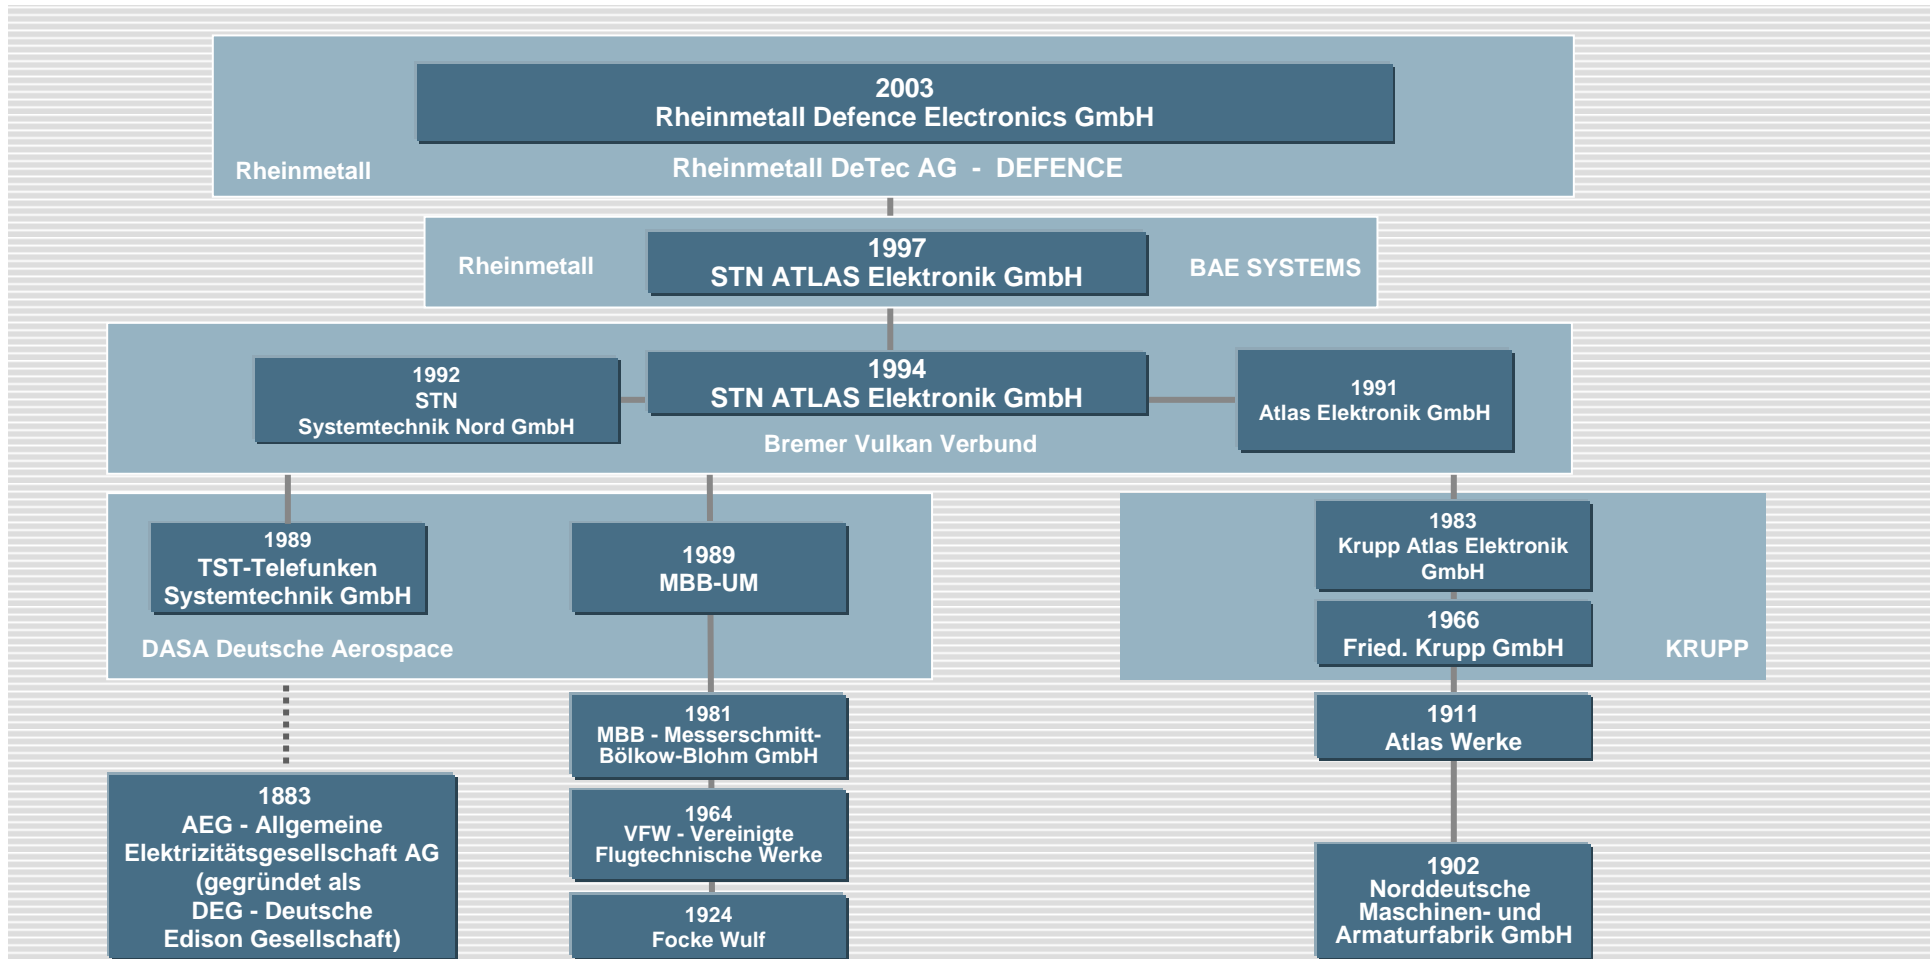 2003
Rheinmetall Defence Electronics GmbH
Rheinmetall
Rheinmetall DeTec AG - DEFENCE
Rheinmetall
1997
STN ATLAS Elektronik GmbH
BAE SYSTEMS
1992
STN
Systemtechnik Nord GmbH
1994
STN ATLAS Elektronik GmbH
Bremer Vulkan Verbund
1991
Atlas Elektronik GmbH
1989
TST-Telefunken
Systemtechnik GmbH
DASA Deutsche Aerospace
1989
MBB-UM
1983
Krupp Atlas Elektronik
GmbH
1966
Fried. Krupp GmbH
KRUPP
1883
AEG - Allgemeine
Elektrizitätsgesellschaft AG
(gegründet als
DEG - Deutsche
Edison Gesellschaft)
1981
MBB - Messerschmitt-
Bölkow-Blohm GmbH
1964
VFW - Vereinigte
Flugtechnische Werke
1924
Focke Wulf
1911
Atlas Werke
1902
Norddeutsche
Maschinen- und
Armaturfabrik GmbH